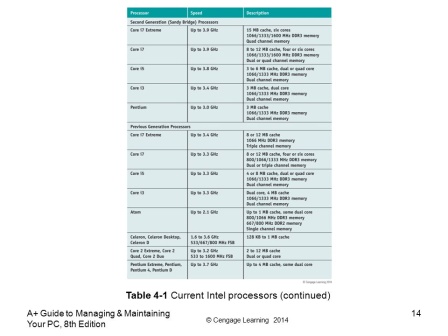 Processor Speed Description
Second Generation (Sandy Bridge) Processors
Core i7 Extreme Up to 3.9 GHz 15 MB cache, six cores
1066/1333/1600 MHz DDR3 memory
Quad channel memory
Core i7 Up to 3.9 GHz 8 to 12 MB cache, four or six cores
1066/1333/1600 MHz DDR3 memory
Dual or quad channel memory
Core i5 Up to 3.8 GHz 3 to 6 MB cache, dual or quad core
1066/1333 MHz DDR3 memory
Dual channel memory
Core i3 Up to 3.4 GHz 3 MB cache, dual core
1066/1333 MHz DDR3 memory
Dual channel memory
Pentium Up to 3.0 GHz 3 MB cache
1066/1333 MHz DDR3 memory
Dual channel memory
Previous Generation Processors
Core i7 Extreme Up to 3.4 GHz 8 or 12 MB cache
1066 MHz DDR3 memory
Triple channel memory
Core i7 Up to 3.3 GHz 8 or 12 MB cache, four or six cores
800/1066/1333 MHz DDR3 memory
Dual or triple channel memory
Core i5 Up to 3.3 GHz 4 or 8 MB cache, dual or quad core
1066/1333 MHz DDR3 memory
Dual channel memory
Core i3 Up to 3.3 GHz Dual core, 4 MB cache
1066/1333 MHz DDR3 memory
Dual channel memory
Atom Up to 2.1 GHz Up to 1 MB cache, some dual core
800/1066 MHz DDR3 memory
667/800 MHz DDR2 memory
Single channel memory
Celeron, Celeron Desktop, 1.6 to 3.6 GHz 128 KB to 1 MB cache
Celeron D 533/667/800 MHz FSB
Core 2 Extreme, Core 2 Up to 3.2 GHz 2 to 12 MB cache
Quad, Core 2 Duo 533 to 1600 MHz FSB Dual or quad core
Pentium Extreme, Pentium, Up to 3.7 GHz Up to 4 MB cache, some dual core
Pentium 4, Pentium D
© Cengage Learning 2014
Table 4-1 Current Intel processors (continued)
A+ Guide to Managing & Maintaining
Your PC, 8th Edition
© Cengage Learning 2014
14